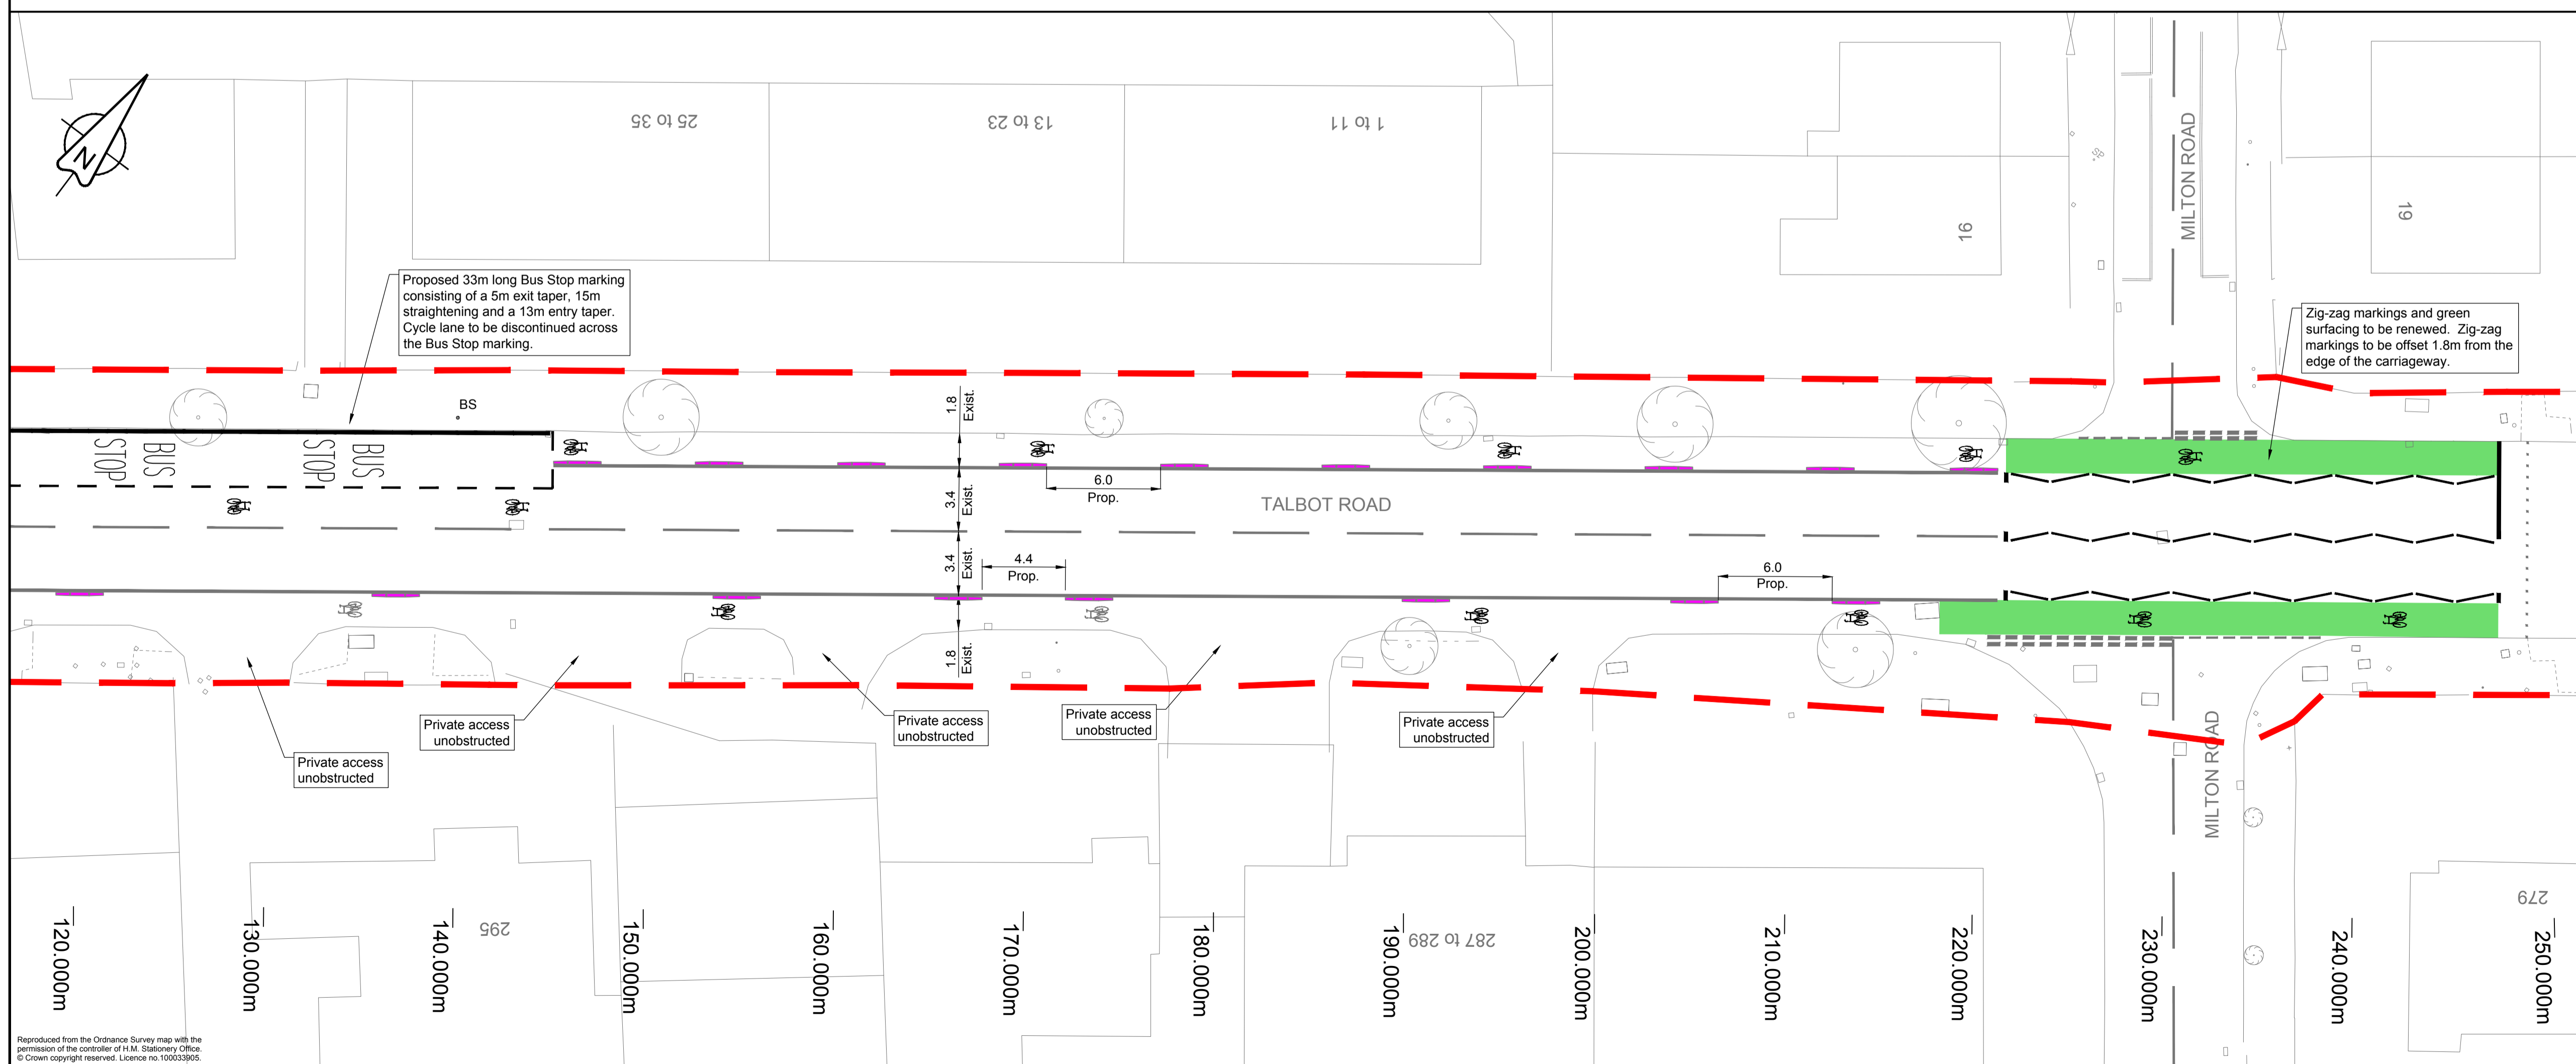 25 to 35
13 to 23
1 to 11
MILTON ROAD
SP
16
19
N
Proposed 33m long Bus Stop marking
consisting of a 5m exit taper, 15m
straightening and a 13m entry taper.
Cycle lane to be discontinued across
the Bus Stop marking.
Zig-zag markings and green
surfacing to be renewed. Zig-zag
markings to be offset 1.8m from the
edge of the carriageway.
BS
BUS
STOP
BUS
STOP
1.8
Exist.
3.4
Exist.
3.4
Exist.
1.8
Exist.
6.0
Prop.
TALBOT ROAD
4.4
Prop.
6.0
Prop.
Private access
unobstructed
Private access
unobstructed
Private access
unobstructed
Private access
unobstructed
Private access
unobstructed
MILTON ROAD
295
287 to 289
279
120.000m
130.000m
140.000m
150.000m
160.000m
170.000m
180.000m
190.000m
200.000m
210.000m
220.000m
230.000m
240.000m
250.000m
Reproduced from the Ordnance Survey map with the
permission of the controller of H.M. Stationery Office.
© Crown copyright reserved. Licence no.100033905.